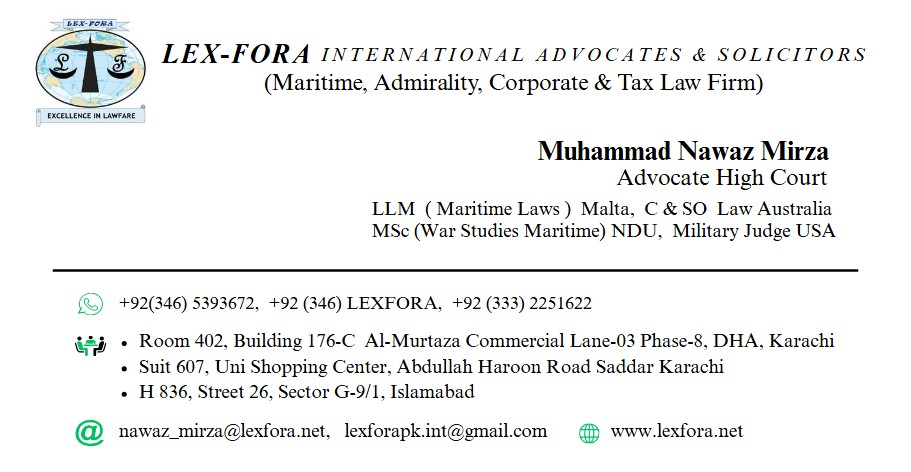 LEX-FORA
L F
EXCELLENCE IN LAWFARE
LEX-FORA INTERNATIONAL ADVOCATES & SOLICITORS
(Maritime, Admirality, Corporate & Tax Law Firm)
Muhammad Nawaz Mirza
Advocate High Court
LLM ( Maritime Laws ) Malta, C & SO Law Australia
MSc (War Studies Maritime) NDU, Military Judge USA
+92(346) 5393672, +92 (346) LEXFORA, +92 (333) 2251622
• Room 402, Building 176-C Al-Murtaza Commercial Lane-03 Phase-8, DHA, Karachi
• Suit 607, Uni Shopping Center, Abdullah Haroon Road Saddar Karachi
• H 836, Street 26, Sector G-9/1, Islamabad
@ nawaz_mirza@lexfora.net, lexforapk.int@gmail.com www.lexfora.net